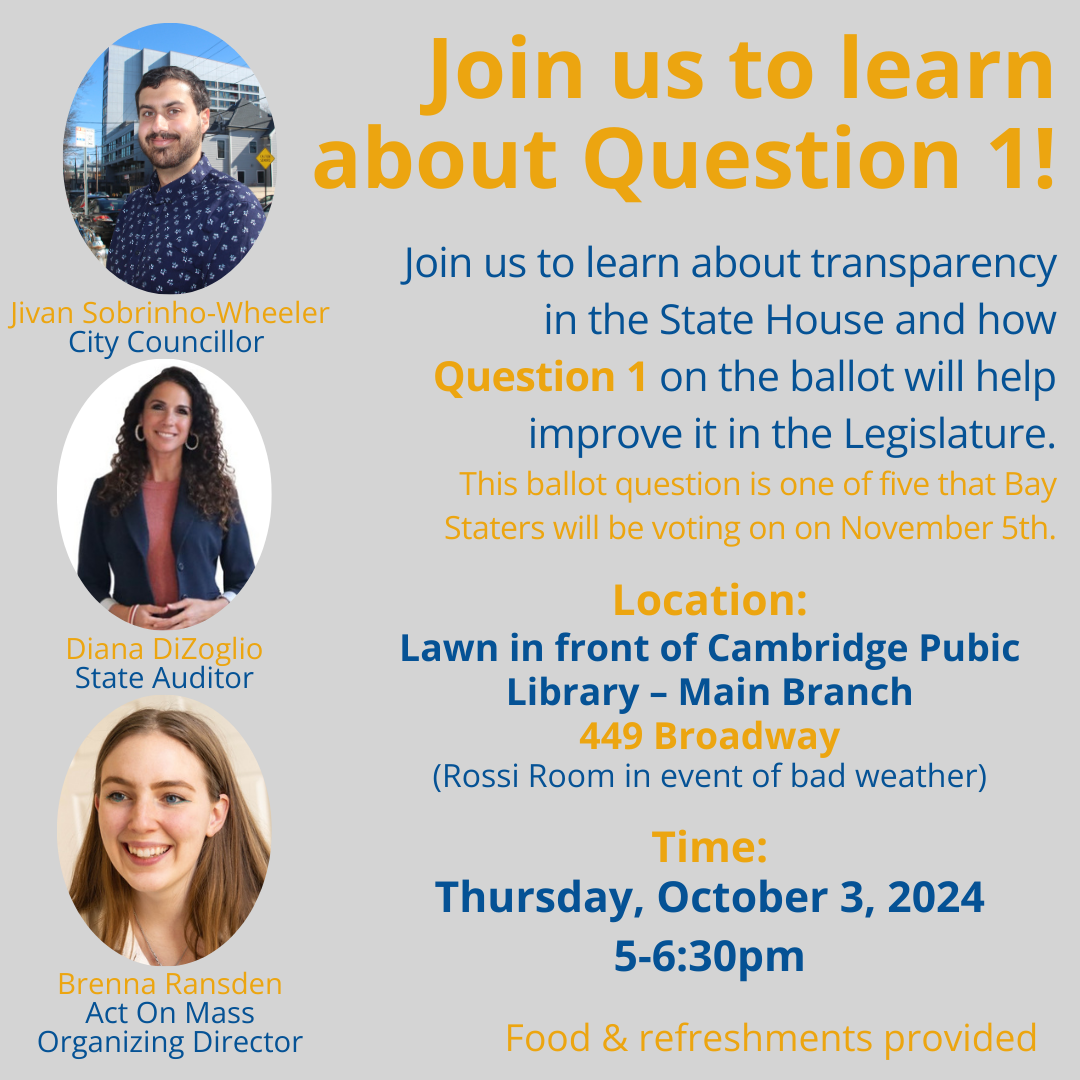 Join us to learn
about Question 1!
Join us to learn about transparency
in the State House and how
Question 1 on the ballot will help
improve it in the Legislature.
This ballot question is one of five that Bay
Staters will be voting on on November 5th.
Location:
Lawn in front of Cambridge Pubic
Library – Main Branch
449 Broadway
(Rossi Room in event of bad weather)
Time:
Thursday, October 3, 2024
5-6:30pm
Food & refreshments provided
Jivan Sobrinho-Wheeler
City Councillor
Diana DiZoglio
State Auditor
Brenna Ransden
Act On Mass
Organizing Director